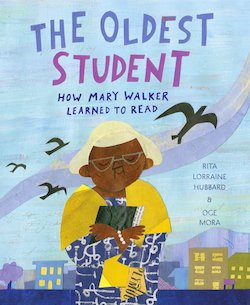 THE OLDEST
STUDENT
HOW MARY WALKER
LEARNED TO READ
RITA
LORRAINE
HUBBARD
&
OGE
MORA